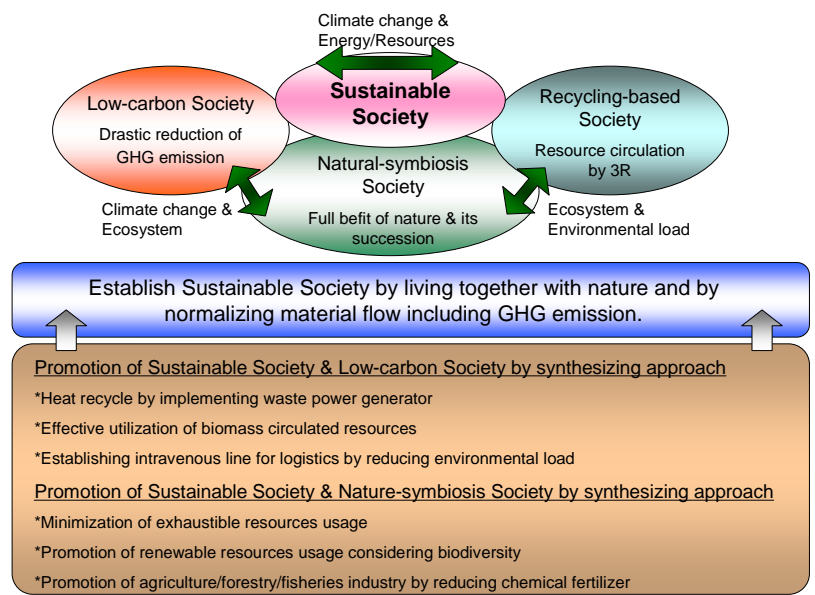 Climate change &
Energy/Resources
Sustainable
Society
Low-carbon Society
Drastic reduction of
GHG emission
Recycling-based
Society
Resource circulation
by 3R
Natural-symbiosis
Society
Full befit of nature & its
succession
Climate change &
Ecosystem
Ecosystem &
Environmental load
Establish Sustainable Society by living together with nature and by
normalizing material flow including GHG emission.
Promotion of Sustainable Society & Low-carbon Society by synthesizing approach
*Heat recycle by implementing waste power generator
*Effective utilization of biomass circulated resources
*Establishing intravenous line for logistics by reducing environmental load
Promotion of Sustainable Society & Nature-symbiosis Society by synthesizing approach
*Minimization of exhaustible resources usage
*Promotion of renewable resources usage considering biodiversity
*Promotion of agriculture/forestry/fisheries industry by reducing chemical fertilizer